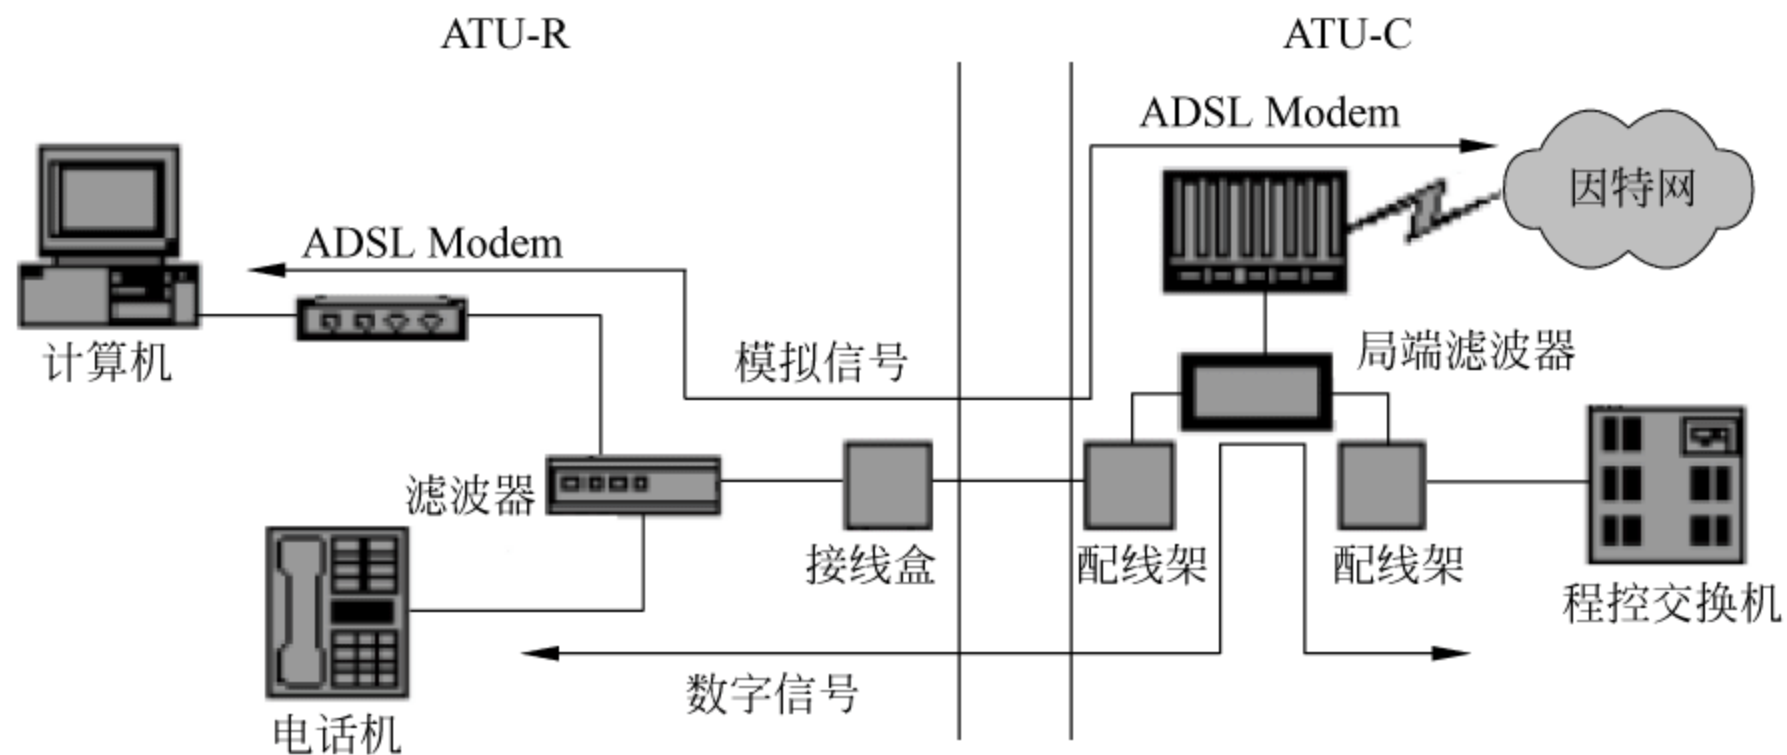 ATU-R
ATU-C
ADSL Modem
因特网
ADSL Modem
计算机
模拟信号
局端滤波器
滤波器
接线盒
配线架
配线架
程控交换机
数字信号
电话机